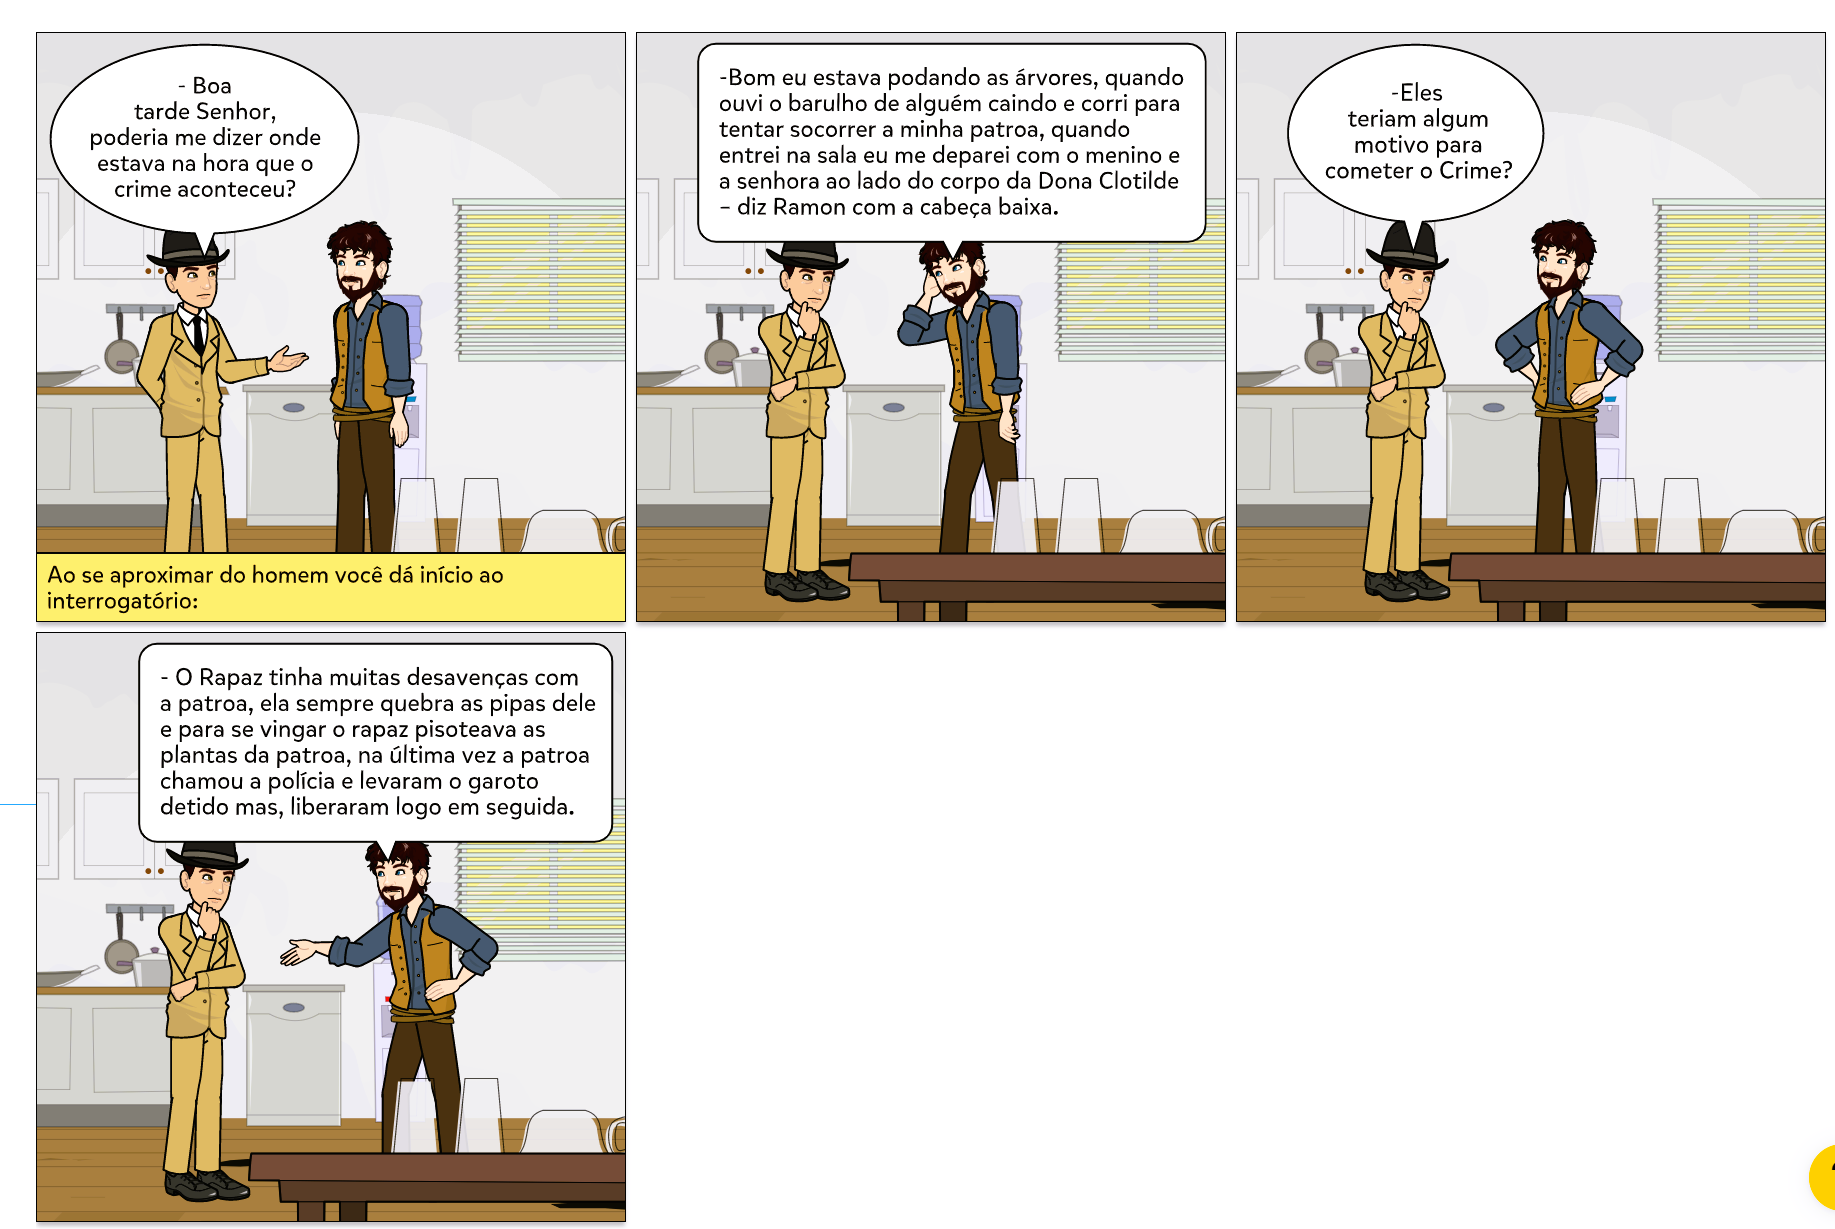 - Boa
tarde Senhor,
poderia me dizer onde
estava na hora que o
crime aconteceu?
Ao se aproximar do homem você dá início ao
interrogatório:
-Bom eu estava podando as árvores, quando
ouvi o barulho de alguém caindo e corri para
tentar socorrer a minha patroa, quando
entrei na sala eu me deparei com o menino e
a senhora ao lado do corpo da Dona Clotilde
– diz Ramon com a cabeça baixa.
-Eles
teriam algum
motivo para
cometer o Crime?
- O Rapaz tinha muitas desavenças com
a patroa, ela sempre quebra as pipas dele
e para se vingar o rapaz pisoteava as
plantas da patroa, na última vez a patroa
chamou a polícia e levaram o garoto
detido mas, liberaram logo em seguida.